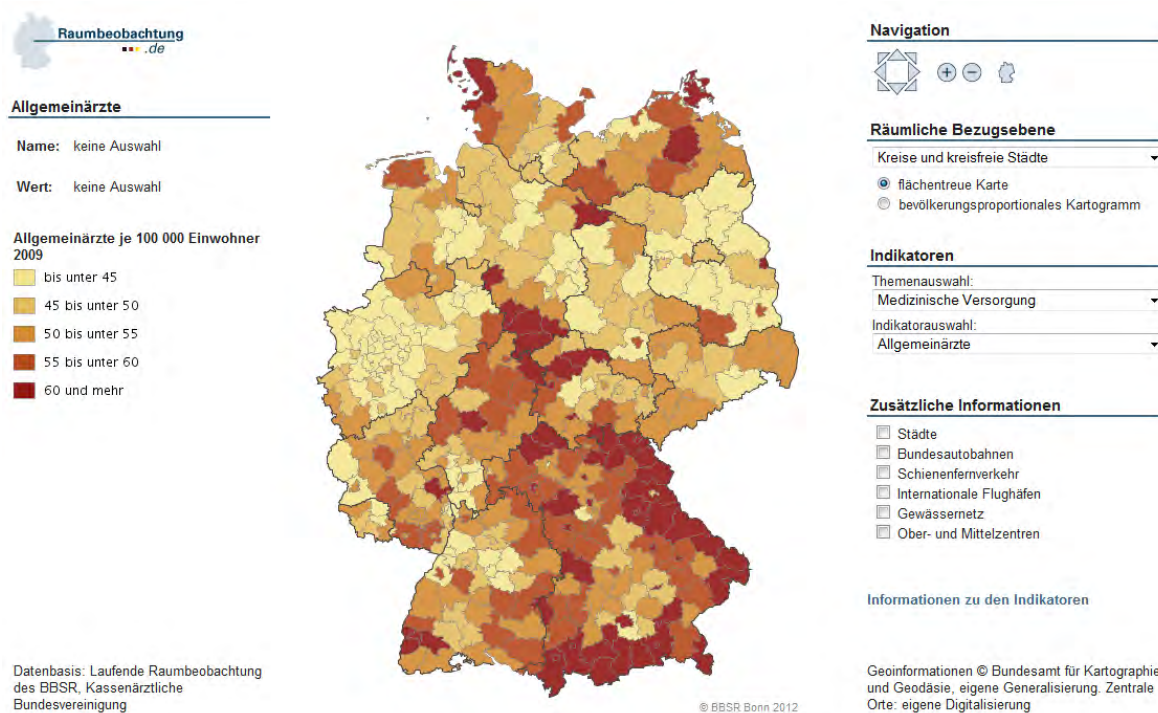 Raumbeobachtung
.de
Allgemeinärzte
Name: keine Auswahl
Wert: keine Auswahl
Allgemeinärzte je 100 000 Einwohner
2009
bis unter 45
45 bis unter 50
50 bis unter 55
55 bis unter 60
60 und mehr
Datenbasis: Laufende Raumbeobachtung
des BBSR, Kassenärztliche
Bundesvereinigung
© BBSR Bonn 2012
Navigation
Räumliche Bezugsebene
Kreise und kreisfreie Städte
flächentreue Karte
bevölkerungsproportionales Kartogramm
Indikatoren
Themenauswahl:
Medizinische Versorgung
Indikatorauswahl:
Allgemeinärzte
Zusätzliche Informationen
Städte
Bundesautobahnen
Schienenfernverkehr
Internationale Flughäfen
Gewässernetz
Ober- und Mittelzentren
Informationen zu den Indikatoren
Geoinformationen © Bundesamt für Kartographie
und Geodäsie, eigene Generalisierung. Zentrale
Orte: eigene Digitalisierung